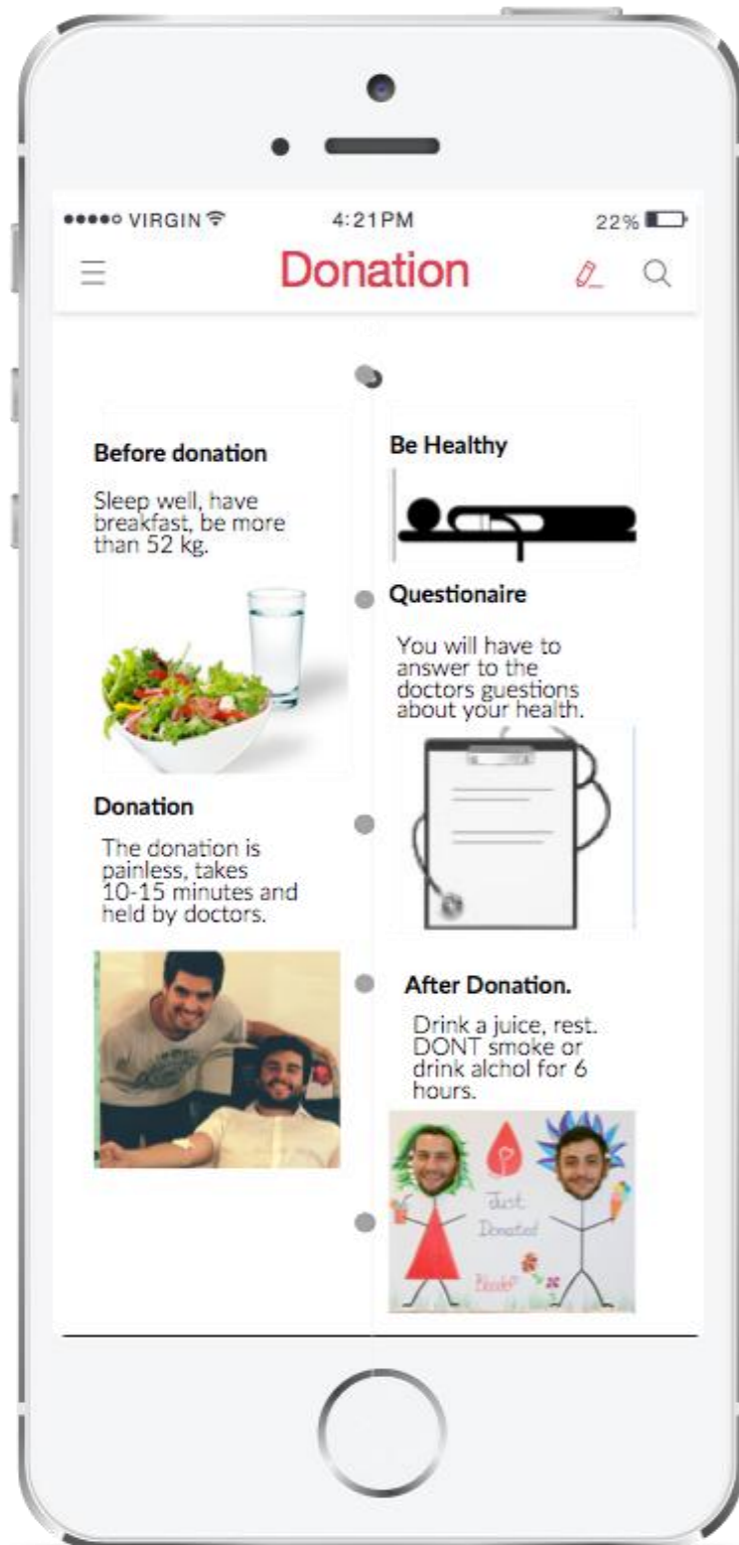 VIRGIN 4:21PM 22%
Donation
Before donation
Sleep well, have
breakfast, be more
than 52 kg.
Be Healthy
Questionaire
You will have to
answer to the
doctors guestions
about your health.
Donation
The donation is
painless, takes
10-15 minutes and
held by doctors.
After Donation.
Drink a juice, rest.
DONT smoke or
drink alchol for 6
hours.
Just
Donated